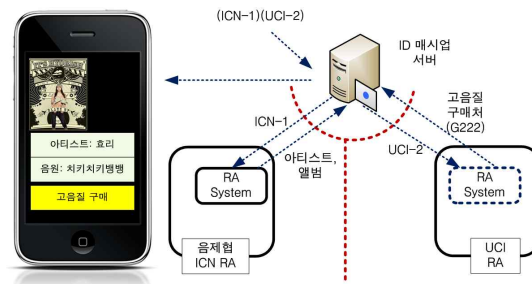 (ICN-1)(UCI-2)
ID 매시업
서버
고음질
구매처
(G222)
ICN-1
UCI-2
아티스트,
앨범
아티스트: 효리
음원: 치키치키뱅뱅
고음질 구매
RA
System
RA
System
음제협
ICN RA
UCI
RA